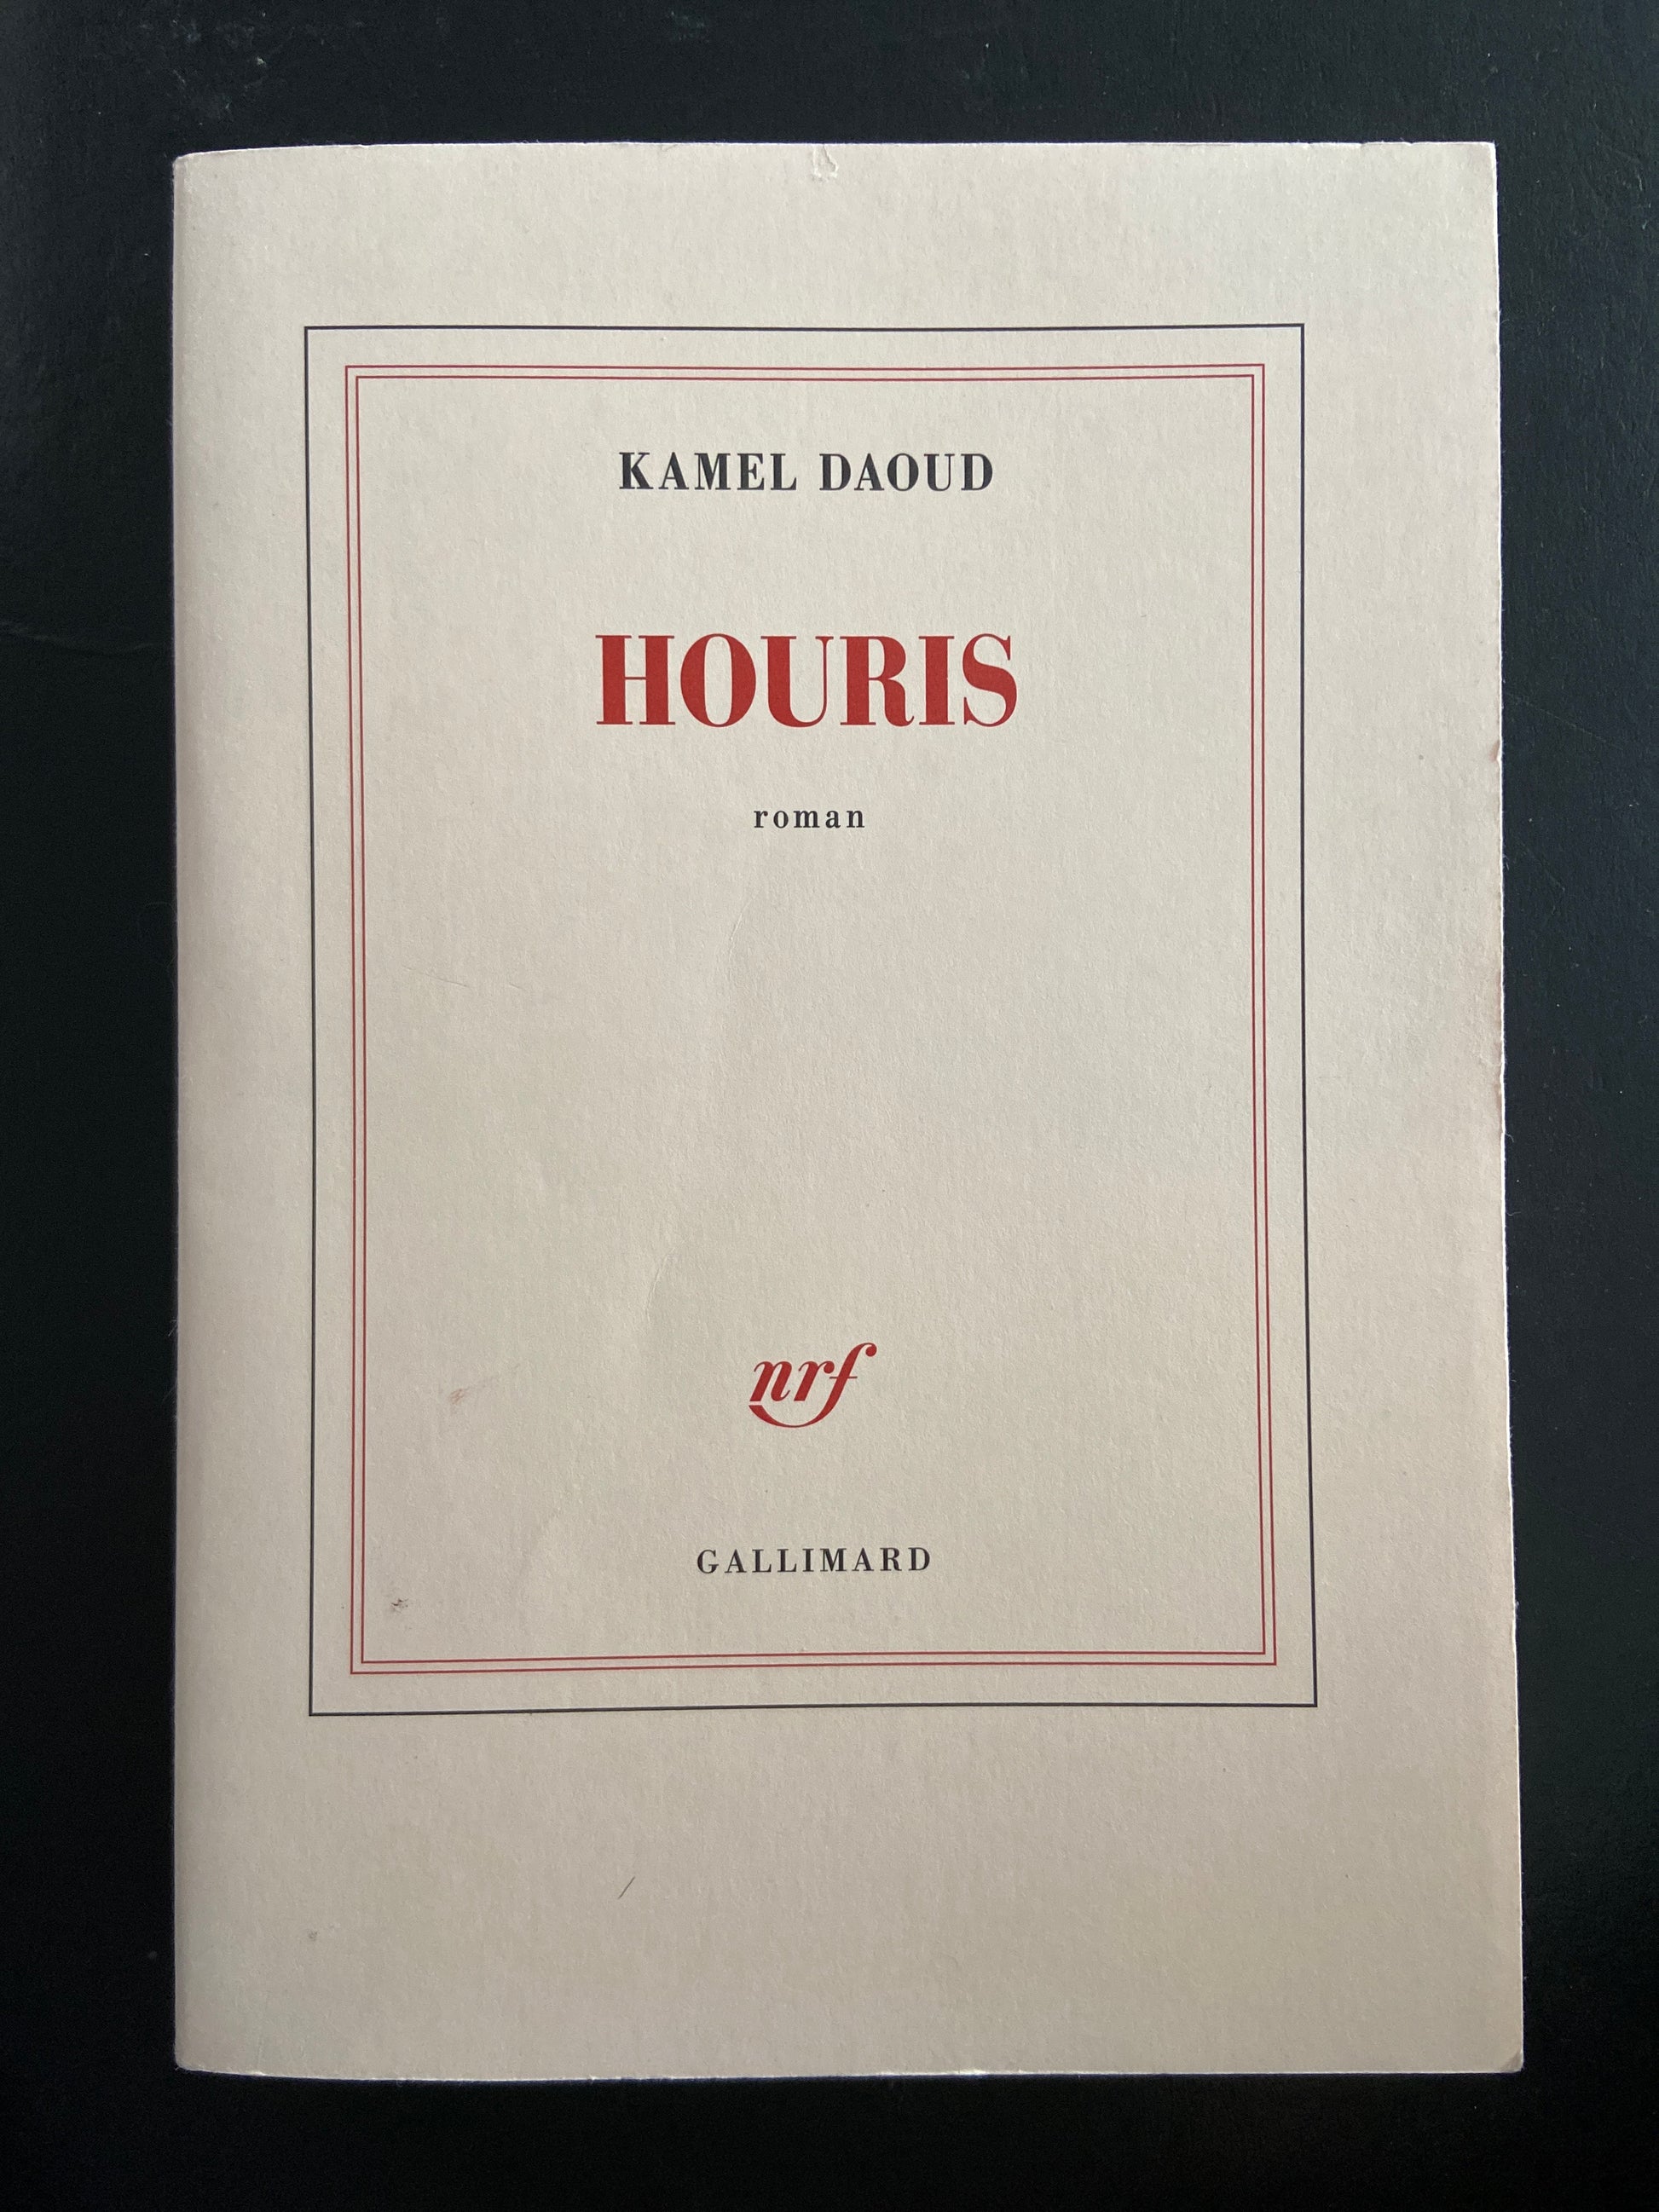 KAMEL DAOUD
HOURIS
roman
nrf
GALLIMARD